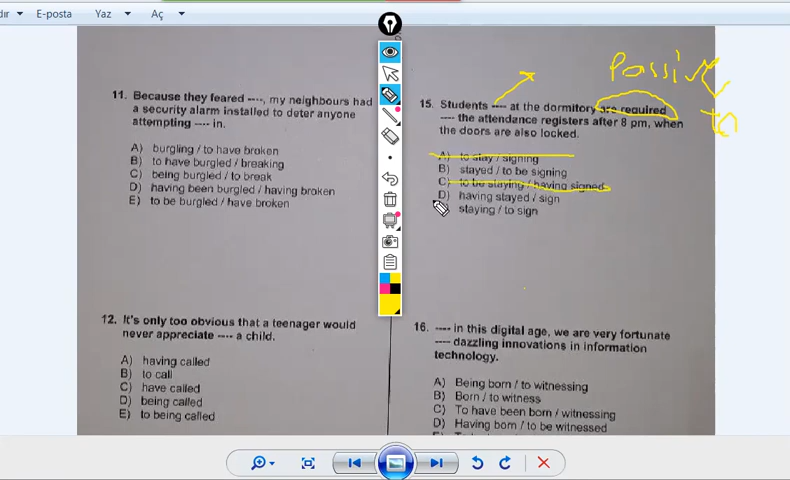 dır
E-posta
Yaz
Aç
11. Because they feared ----, my neighbours had
a security alarm installed to deter anyone
attempting ---- in.
A) burgling / to have broken
B) to have burgled / breaking
C) being burgled / to break
D) having been burgled / having broken
E) to be burgled / have broken
12. It's only too obvious that a teenager would
never appreciate ---- a child.
A) having called
B) to call
C) have called
D) being called
E) to being called
Passive
to
15. Students ---- at the dormitory are required
---- the attendance registers after 8 pm, when
the doors are also locked.
A) to stay / signing
B) stayed / to be signing
C) to be staying / having signed
D) having stayed / sign
staying / to sign
16. ---- in this digital age, we are very fortunate
---- dazzling innovations in information
technology.
A) Being born / to witnessing
B) Born / to witness
C) To have been born / witnessing
D) Having born / to be witnessed